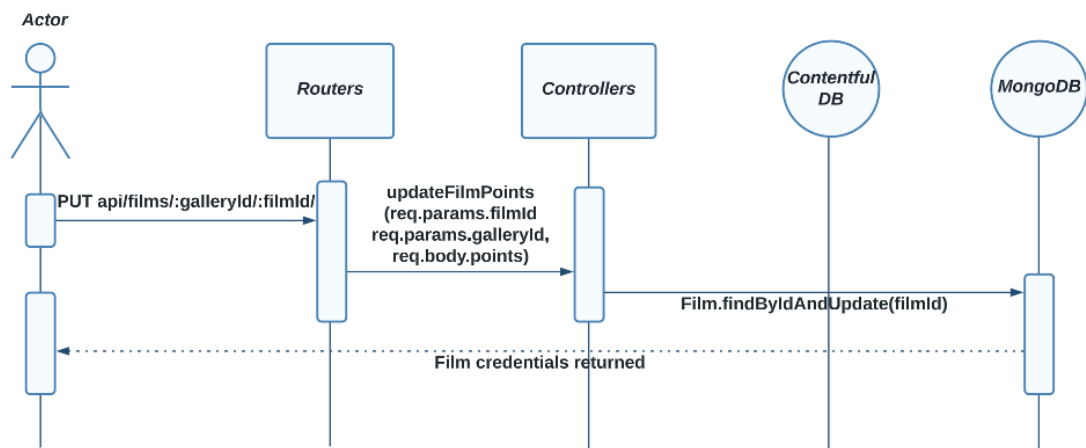 Actor
Routers
Controllers
Contentful
DB
MongoDB
PUT api/films/:galleryId/:filmId/
updateFilmPoints
(req.params.filmId
req.params.galleryId,
req.body.points)
Film.findByIdAndUpdate(filmId)
Film credentials returned